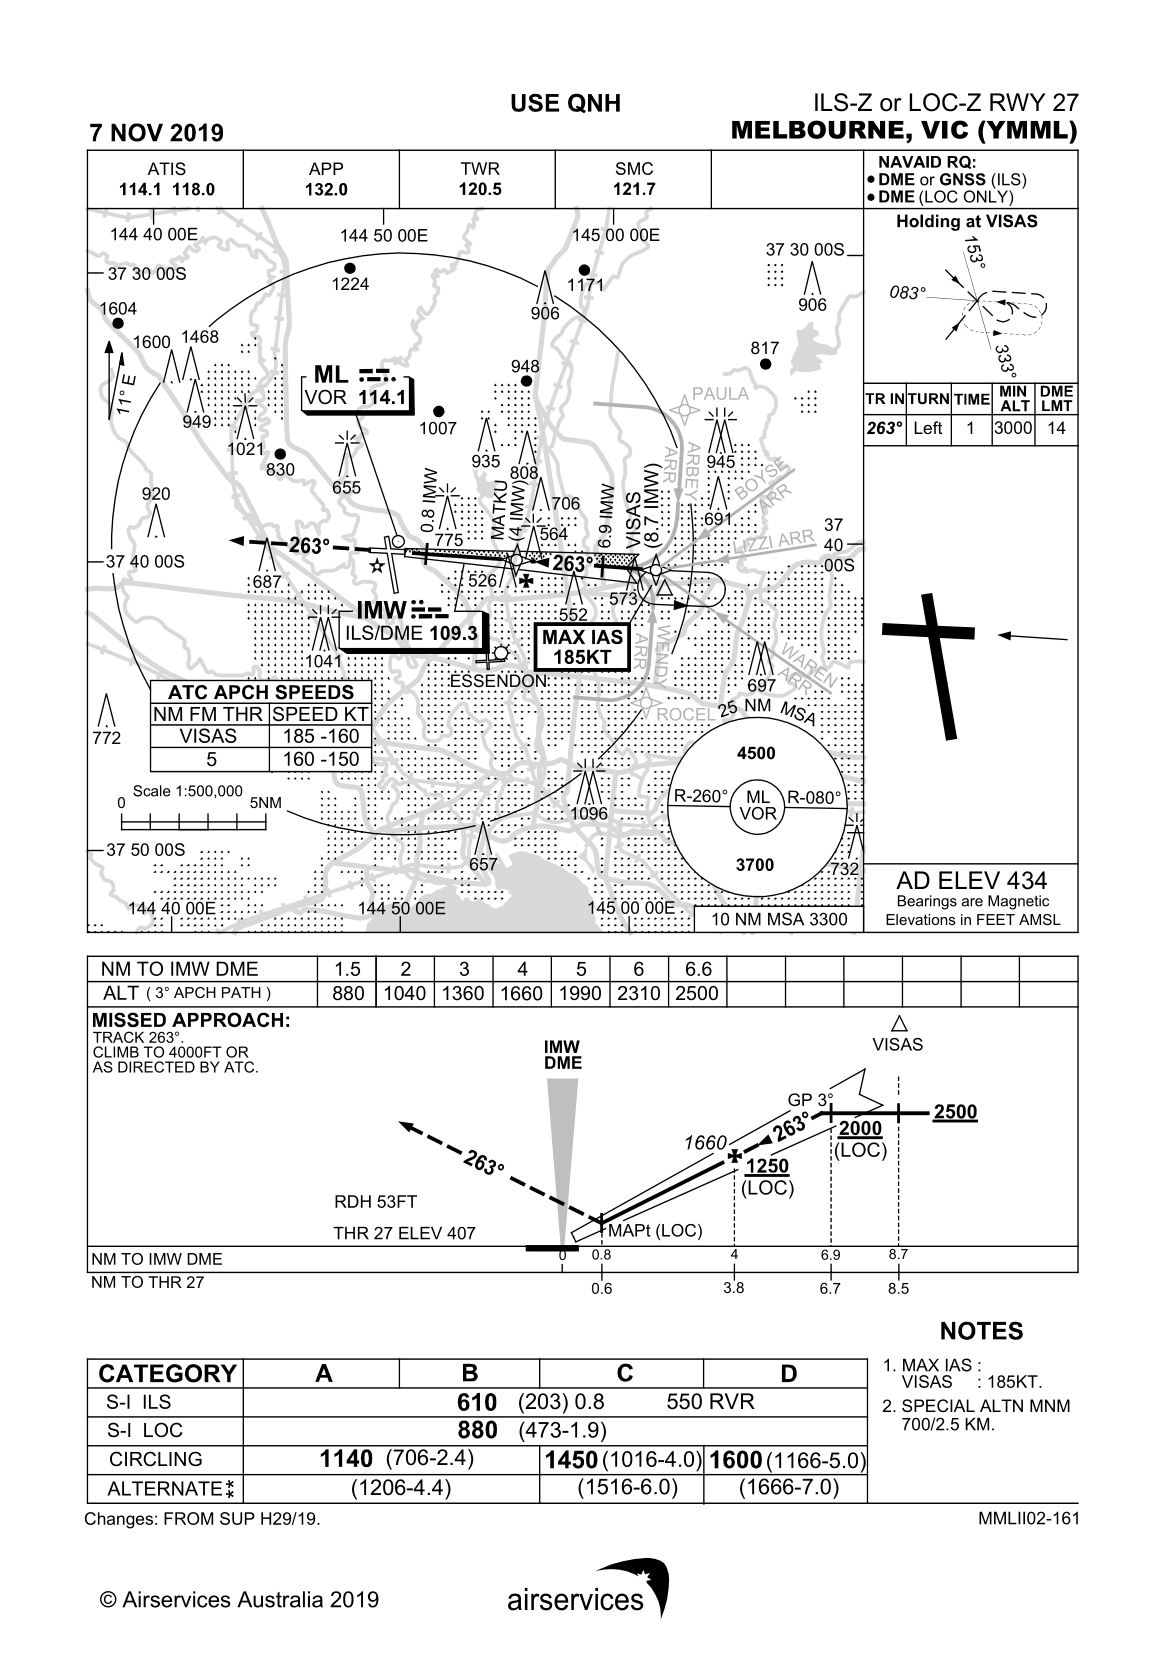 USE QNH
ILS-Z or LOC-Z RWY 27
7 NOV 2019
MELBOURNE, VIC (YMML)
ATIS
114.1 118.0
APP
132.0
TWR
120.5
SMC
121.7
NAVAID RQ:
• DME or GNSS (ILS)
• DME (LOC ONLY)
Holding at VISAS
153°
083°
333°
TR IN TURN TIME MIN ALT DME LMT
263° Left 1 3000 14
144 40 00E
144 50 00E
145 00 00E
37 30 00S
37 30 00S
1224
1171
906
906
1604
1600
1468
11° E
949
1021
830
ML
VOR 114.1
948
1007
817
PAULA
655
935
808
945
ARBEY ARR
BOYSE ARR
920
0.8 IMW
775
MATKU (4 IMW)
706
564
6.9 IMW
VISAS (8.7 IMW)
691
LIZZI ARR
37 40 00S
37 40 00S
263°
263°
687
526
552
573
IMW
ILS/DME 109.3
1041
MAX IAS
185KT
ESSENDON
WENDY ARR
WAREN ARR
697
ROCEL
772
ATC APCH SPEEDS
NM FM THR SPEED KT
VISAS 185 -160
5 160 -150
Scale 1:500,000
0 5NM
25 NM MSA
4500
R-260° ML VOR R-080°
3700
1096
657
732
37 50 00S
144 40 00E
144 50 00E
145 00 00E
10 NM MSA 3300
AD ELEV 434
Bearings are Magnetic
Elevations in FEET AMSL
NM TO IMW DME 1.5 2 3 4 5 6 6.6
ALT ( 3° APCH PATH ) 880 1040 1360 1660 1990 2310 2500
MISSED APPROACH:
TRACK 263°.
CLIMB TO 4000FT OR
AS DIRECTED BY ATC.
IMW
DME
VISAS
GP 3°
263°
2500
2000
(LOC)
1660
1250
(LOC)
263°
RDH 53FT
THR 27 ELEV 407
MAPt (LOC)
NM TO IMW DME 0 0.8 4 6.9 8.7
NM TO THR 27 0.6 3.8 6.7 8.5
NOTES
1. MAX IAS :
VISAS : 185KT.
2. SPECIAL ALTN MNM
700/2.5 KM.
CATEGORY A B C D
S-I ILS 610 (203) 0.8 550 RVR
S-I LOC 880 (473-1.9)
CIRCLING 1140 (706-2.4) 1450 (1016-4.0) 1600 (1166-5.0)
ALTERNATE⁑ (1206-4.4) (1516-6.0) (1666-7.0)
Changes: FROM SUP H29/19.
MMLII02-161
© Airservices Australia 2019
airservices